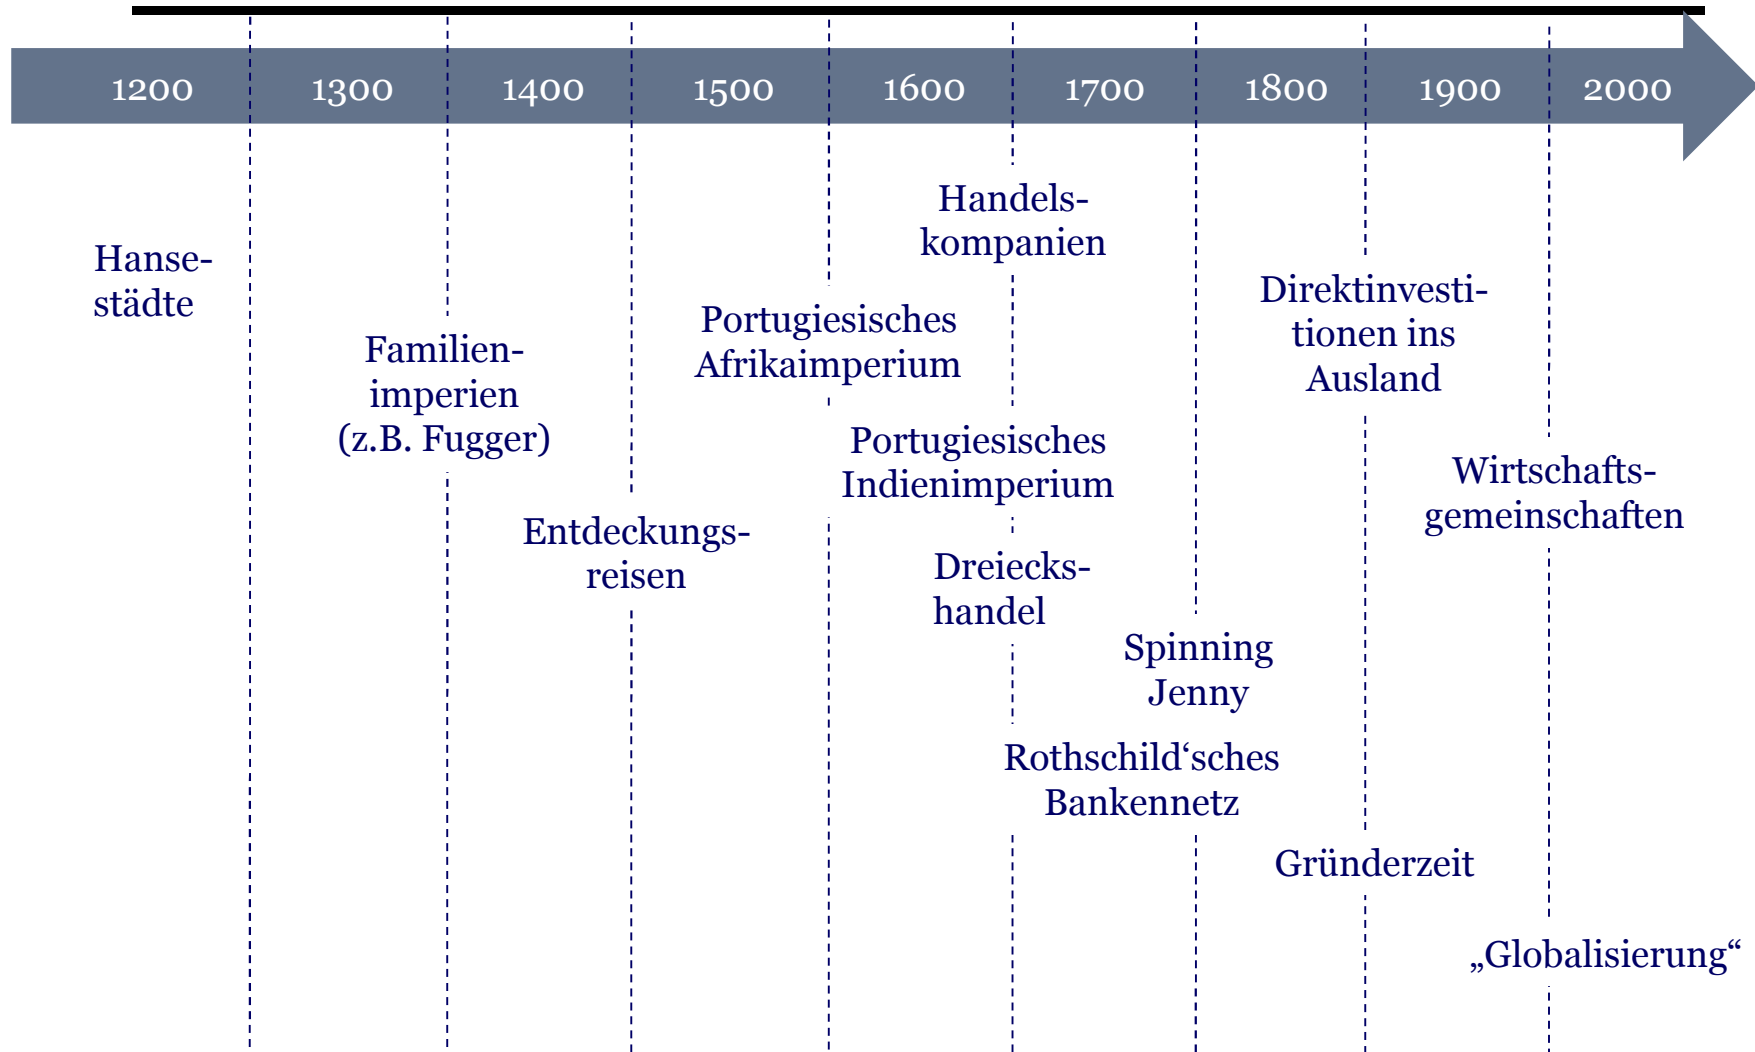 1200 1300 1400 1500 1600 1700 1800 1900 2000
Handels-
kompanien
Hanse-
städte
Direktinvesti-
tionen ins
Ausland
Portugiesisches
Afrikaimperium
Familien-
imperien
(z.B. Fugger)
Portugiesisches
Indienimperium
Wirtschafts-
gemeinschaften
Entdeckungs-
reisen
Dreiecks-
handel
Spinning
Jenny
Rothschild‘sches
Bankennetz
Gründerzeit
„Globalisierung“